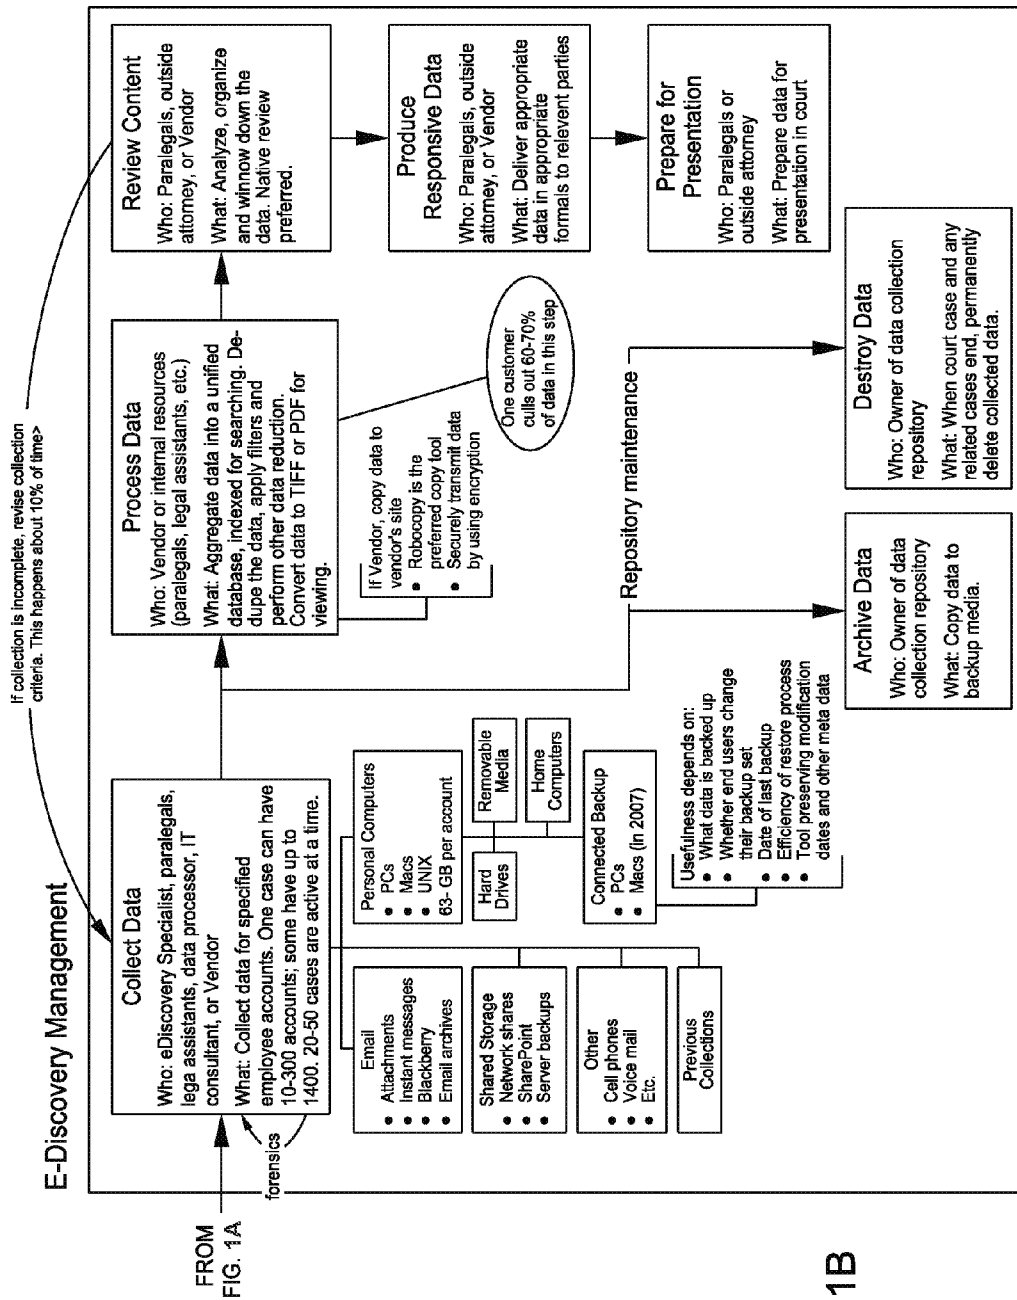 E-Discovery Management
If collection is incomplete, revise collection
criteria. This happens about 10% of time>
FROM
FIG. 1A
forensics
Collect Data
Who: eDiscovery Specialist, paralegals,
lega assistants, data processor, IT
consultant, or Vendor
What: Collect data for specified
employee accounts. One case can have
10-300 accounts; some have up to
1400. 20-50 cases are active at a time.
Email
Attachments
● Instant messages
● Blackberry
● Email archives
Shared Storage
● Network shares
● SharePoint
● Server backups
Other
● Cell phones
● Voice mail
● Etc.
Previous
Collections
Personal Computers
● PCs
● Macs
● UNIX
63- GB per account
Hard
Drives
Removable
Media
Home
Computers
Connected Backup
● PCs
● Macs (in 2007)
Usefulness depends on:
● What data is backed up
● Whether end users change
their backup set
● Date of last backup
● Efficiency of restore process
● Tool preserving modification
dates and other meta data
Process Data
Who: Vendor or internal resources
(paralegals, legal assistants, etc.)
What: Aggregate data into a unified
database, indexed for searching. De-
dupe the data, apply filters and
perform other data reduction.
Convert data to TIFF or PDF for
viewing.
If Vendor, copy data to
vendor's site
● Robocopy is the
preferred copy tool
● Securely transmit data
by using encryption
One customer
culls out 60-70%
of data in this step
Repository maintenance
Archive Data
Who: Owner of data
collection repository
What: Copy data to
backup media.
Destroy Data
Who: Owner of data collection
repository
What: When court case and any
related cases end, permanently
delete collected data.
Review Content
Who: Paralegals, outside
attorney, or Vendor
What: Analyze, organize
and winnow down the
data. Native review
preferred.
Produce
Responsive Data
Who: Paralegals, outside
attorney, or Vendor
What: Deliver appropriate
data in appropriate
formals to relevent parties
Prepare for
Presentation
Who: Paralegals or
outside attorney
What: Prepare data for
presentation in court
1B